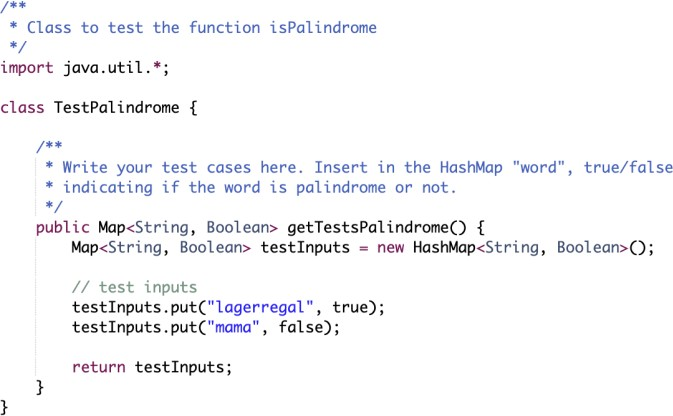 /**
 * Class to test the function isPalindrome
 */
import java.util.*;

class TestPalindrome {

    /**
     * Write your test cases here. Insert in the HashMap "word", true/false
     * indicating if the word is palindrome or not.
     */
    public Map<String, Boolean> getTestsPalindrome() {
        Map<String, Boolean> testInputs = new HashMap<String, Boolean>();

        // test inputs
        testInputs.put("lagerregal", true);
        testInputs.put("mama", false);

        return testInputs;
    }
}